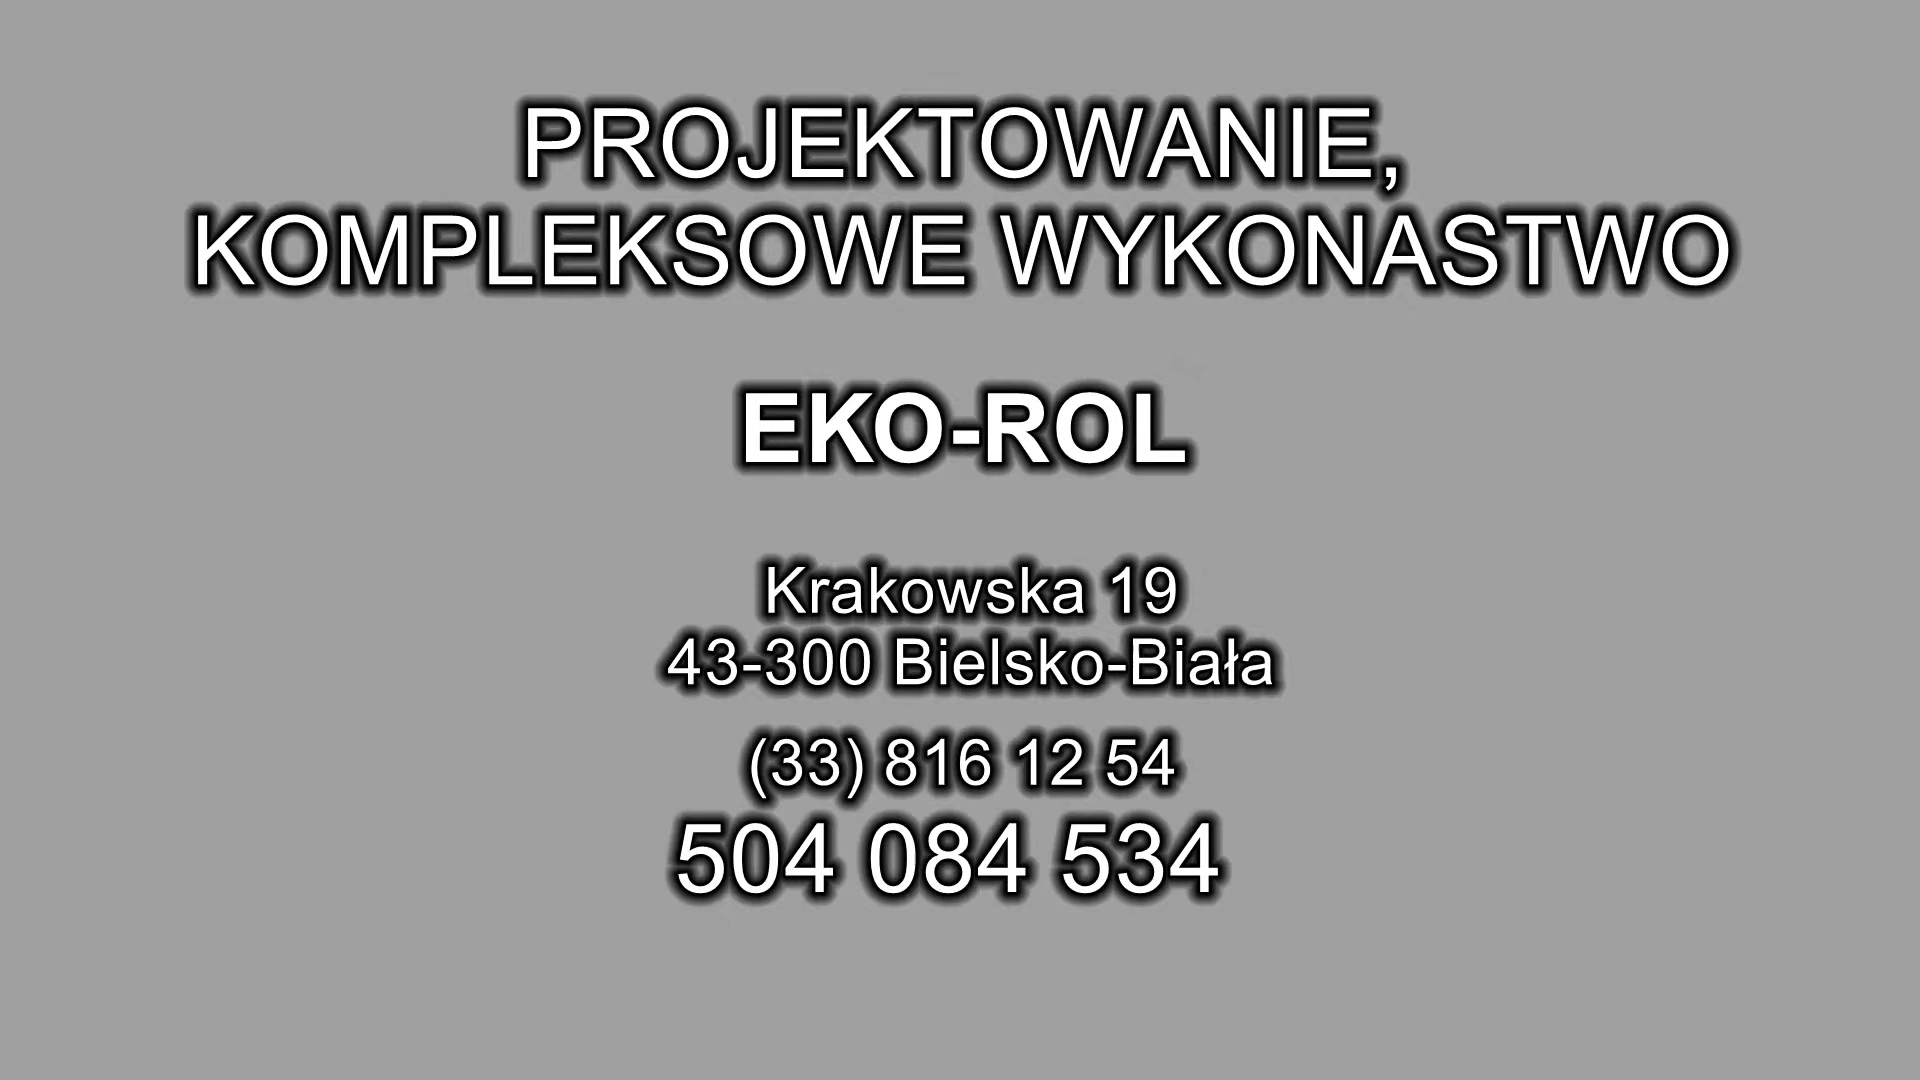 PROJEKTOWANIE,
KOMPLEKSOWE WYKONASTWO
EKO-ROL
Krakowska 19
43-300 Bielsko-Biała
(33) 816 12 54
504 084 534